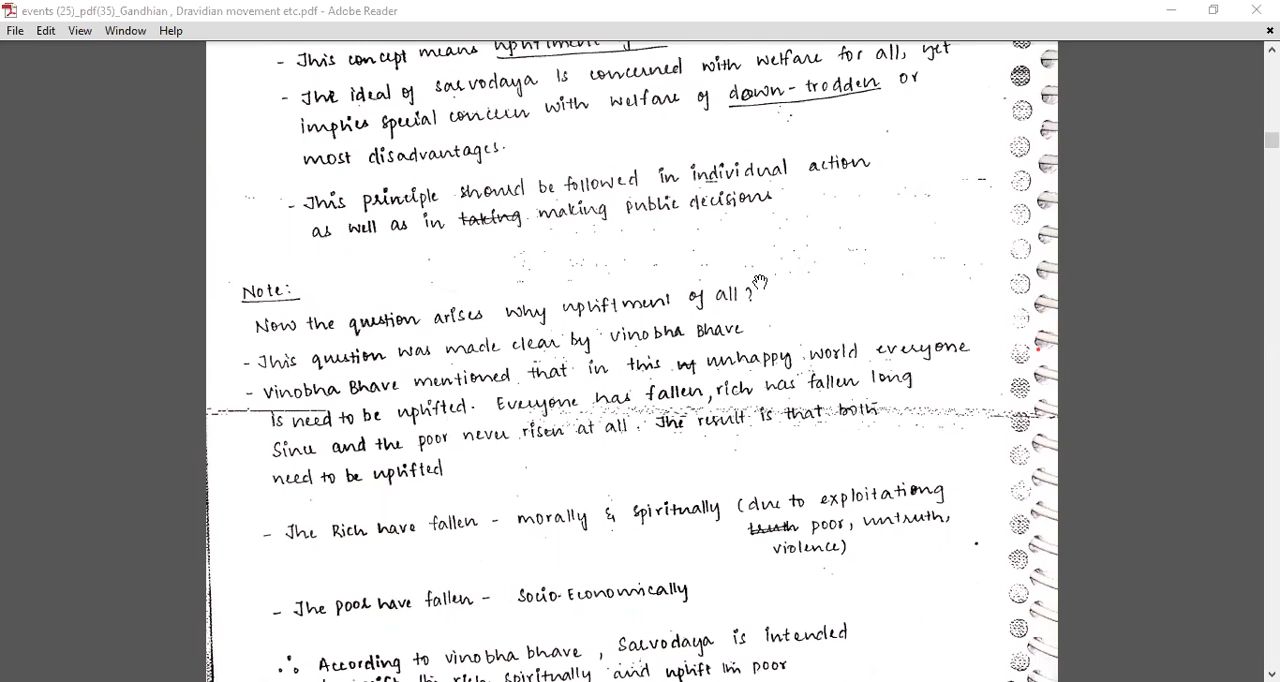 events (25)_pdf(35)_Gandhian , Dravidian movement etc.pdf - Adobe Reader
File Edit View Window Help
- This concept means upliftment
- The ideal of sarvodaya is concerned with welfare for all, yet
implies special concern with welfare of down-trodden or
most disadvantages.
- This principle should be followed in individual action
as well as in taking making public decisions
Note:
Now the question arises why upliftment of all?
- This question was made clear by Vinobha Bhave
- Vinobha Bhave mentioned that in this unhappy world everyone
is need to be uplifted. Everyone has fallen, rich has fallen long
Since and the poor never risen at all. The result is that both
need to be uplifted
- The Rich have fallen - morally & spiritually (due to exploitationg
truth poor, untruth,
violence)
- The poor have fallen - Socio-Economically
∴ According to vinobha bhave, Sarvodaya is intended
rich spiritually and uplift the poor